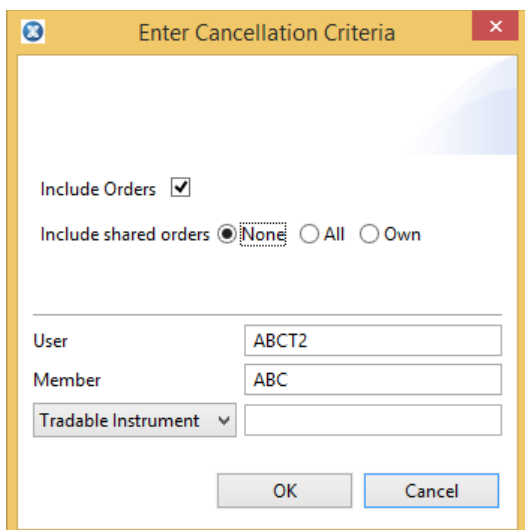 Enter Cancellation Criteria
Include Orders
Include shared orders None All Own
User ABCT2
Member ABC
Tradable Instrument
OK Cancel